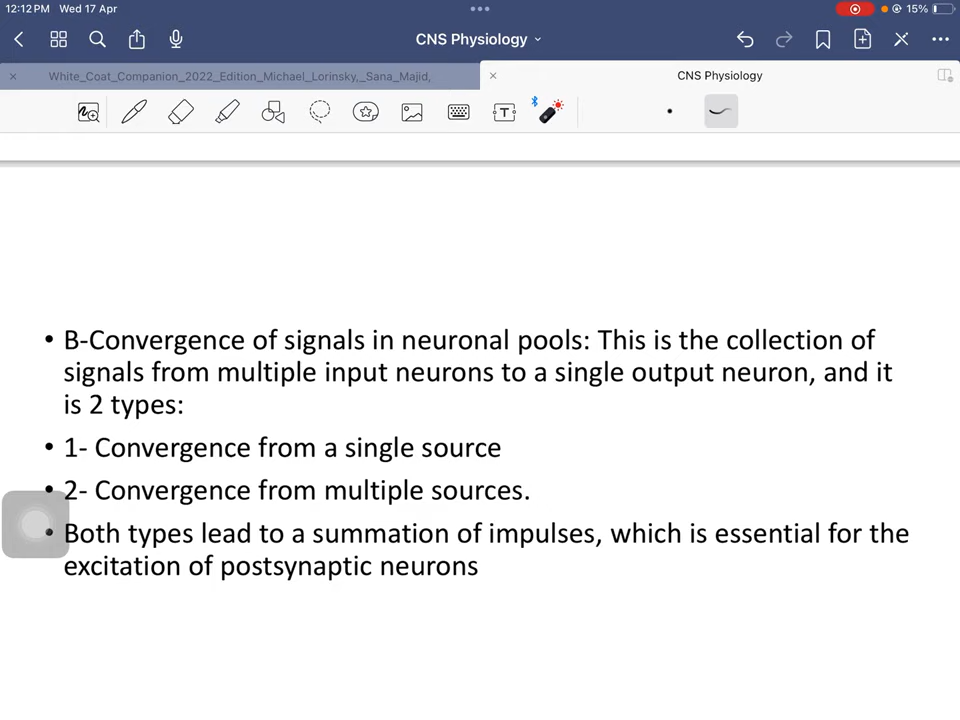 12:12 PM Wed 17 Apr
15%
CNS Physiology
White_Coat_Companion_2022_Edition_Michael_Lorinsky,_Sana_Majid,
CNS Physiology
• B-Convergence of signals in neuronal pools: This is the collection of
signals from multiple input neurons to a single output neuron, and it
is 2 types:
• 1- Convergence from a single source
• 2- Convergence from multiple sources.
• Both types lead to a summation of impulses, which is essential for the
excitation of postsynaptic neurons